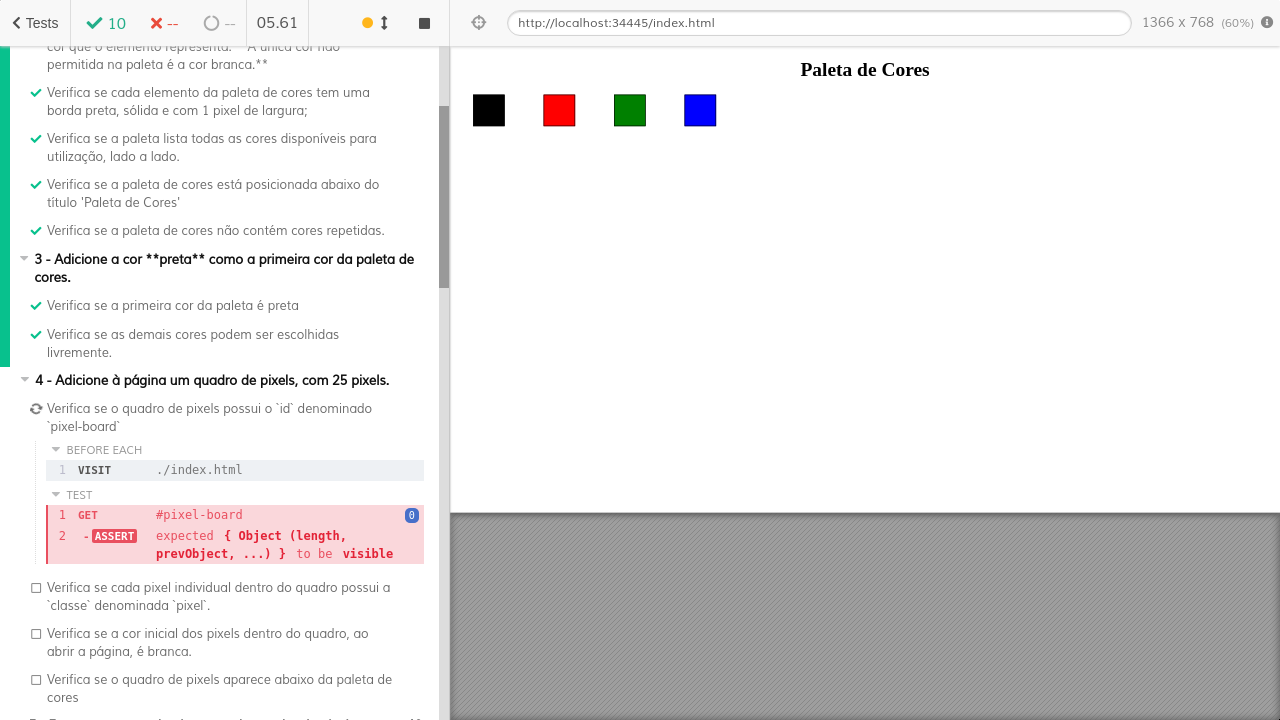 Tests
10
--
--
05.61
http://localhost:34445/index.html
1366 x 768 (60%)
cor que o elemento representa. **A única cor não
permitida na paleta é a cor branca.**
Verifica se cada elemento da paleta de cores tem uma
borda preta, sólida e com 1 pixel de largura;
Verifica se a paleta lista todas as cores disponíveis para
utilização, lado a lado.
Verifica se a paleta de cores está posicionada abaixo do
título 'Paleta de Cores'
Verifica se a paleta de cores não contém cores repetidas.
3 - Adicione a cor **preta** como a primeira cor da paleta de
cores.
Verifica se a primeira cor da paleta é preta
Verifica se as demais cores podem ser escolhidas
livremente.
4 - Adicione à página um quadro de pixels, com 25 pixels.
Verifica se o quadro de pixels possui o `id` denominado
`pixel-board`
BEFORE EACH
1 VISIT ./index.html
TEST
1 GET #pixel-board 0
2 -ASSERT expected { Object (length,
prevObject, ...) } to be visible
Verifica se cada pixel individual dentro do quadro possui a
`classe` denominada `pixel`.
Verifica se a cor inicial dos pixels dentro do quadro, ao
abrir a página, é branca.
Verifica se o quadro de pixels aparece abaixo da paleta de
cores
Paleta de Cores